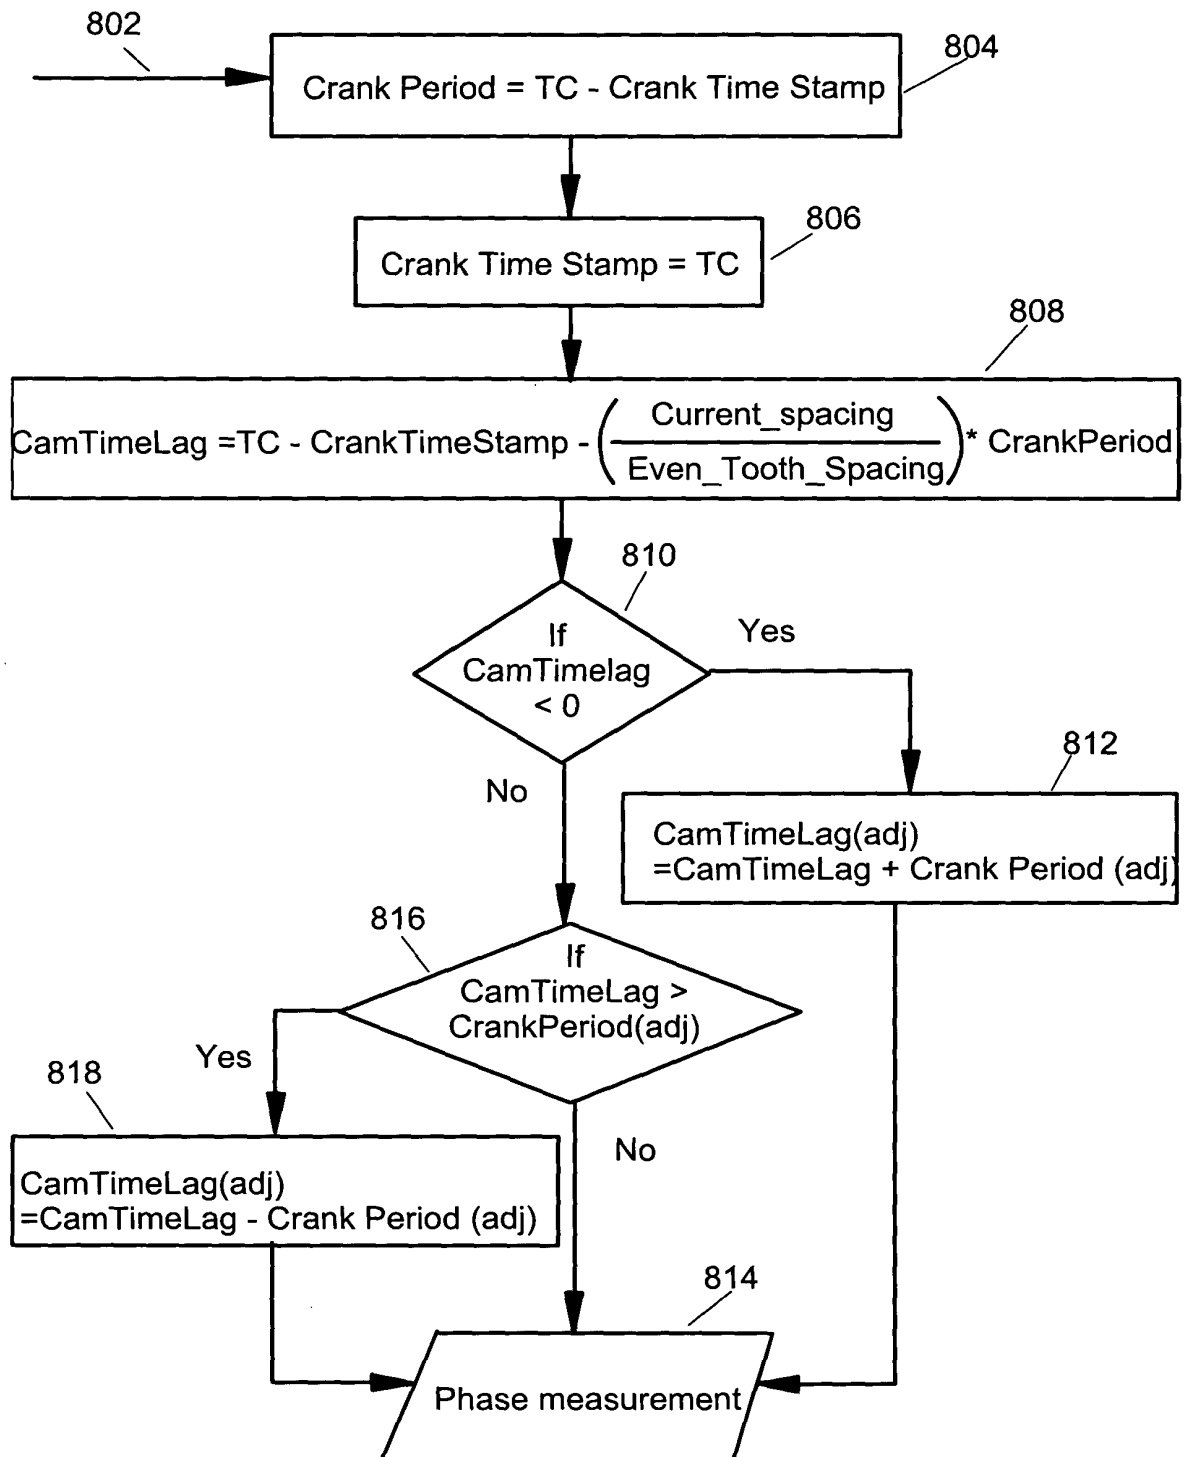 802
804
Crank Period = TC - Crank Time Stamp
806
Crank Time Stamp = TC
808
CamTimeLag =TC - CrankTimeStamp - (Current_spacing / Even_Tooth_Spacing)* CrankPeriod
810
If
CamTimelag
< 0
Yes
No
812
CamTimeLag(adj)
=CamTimeLag + Crank Period (adj)
816
If
CamTimeLag >
CrankPeriod(adj)
Yes
818
No
CamTimeLag(adj)
=CamTimeLag - Crank Period (adj)
814
Phase measurement